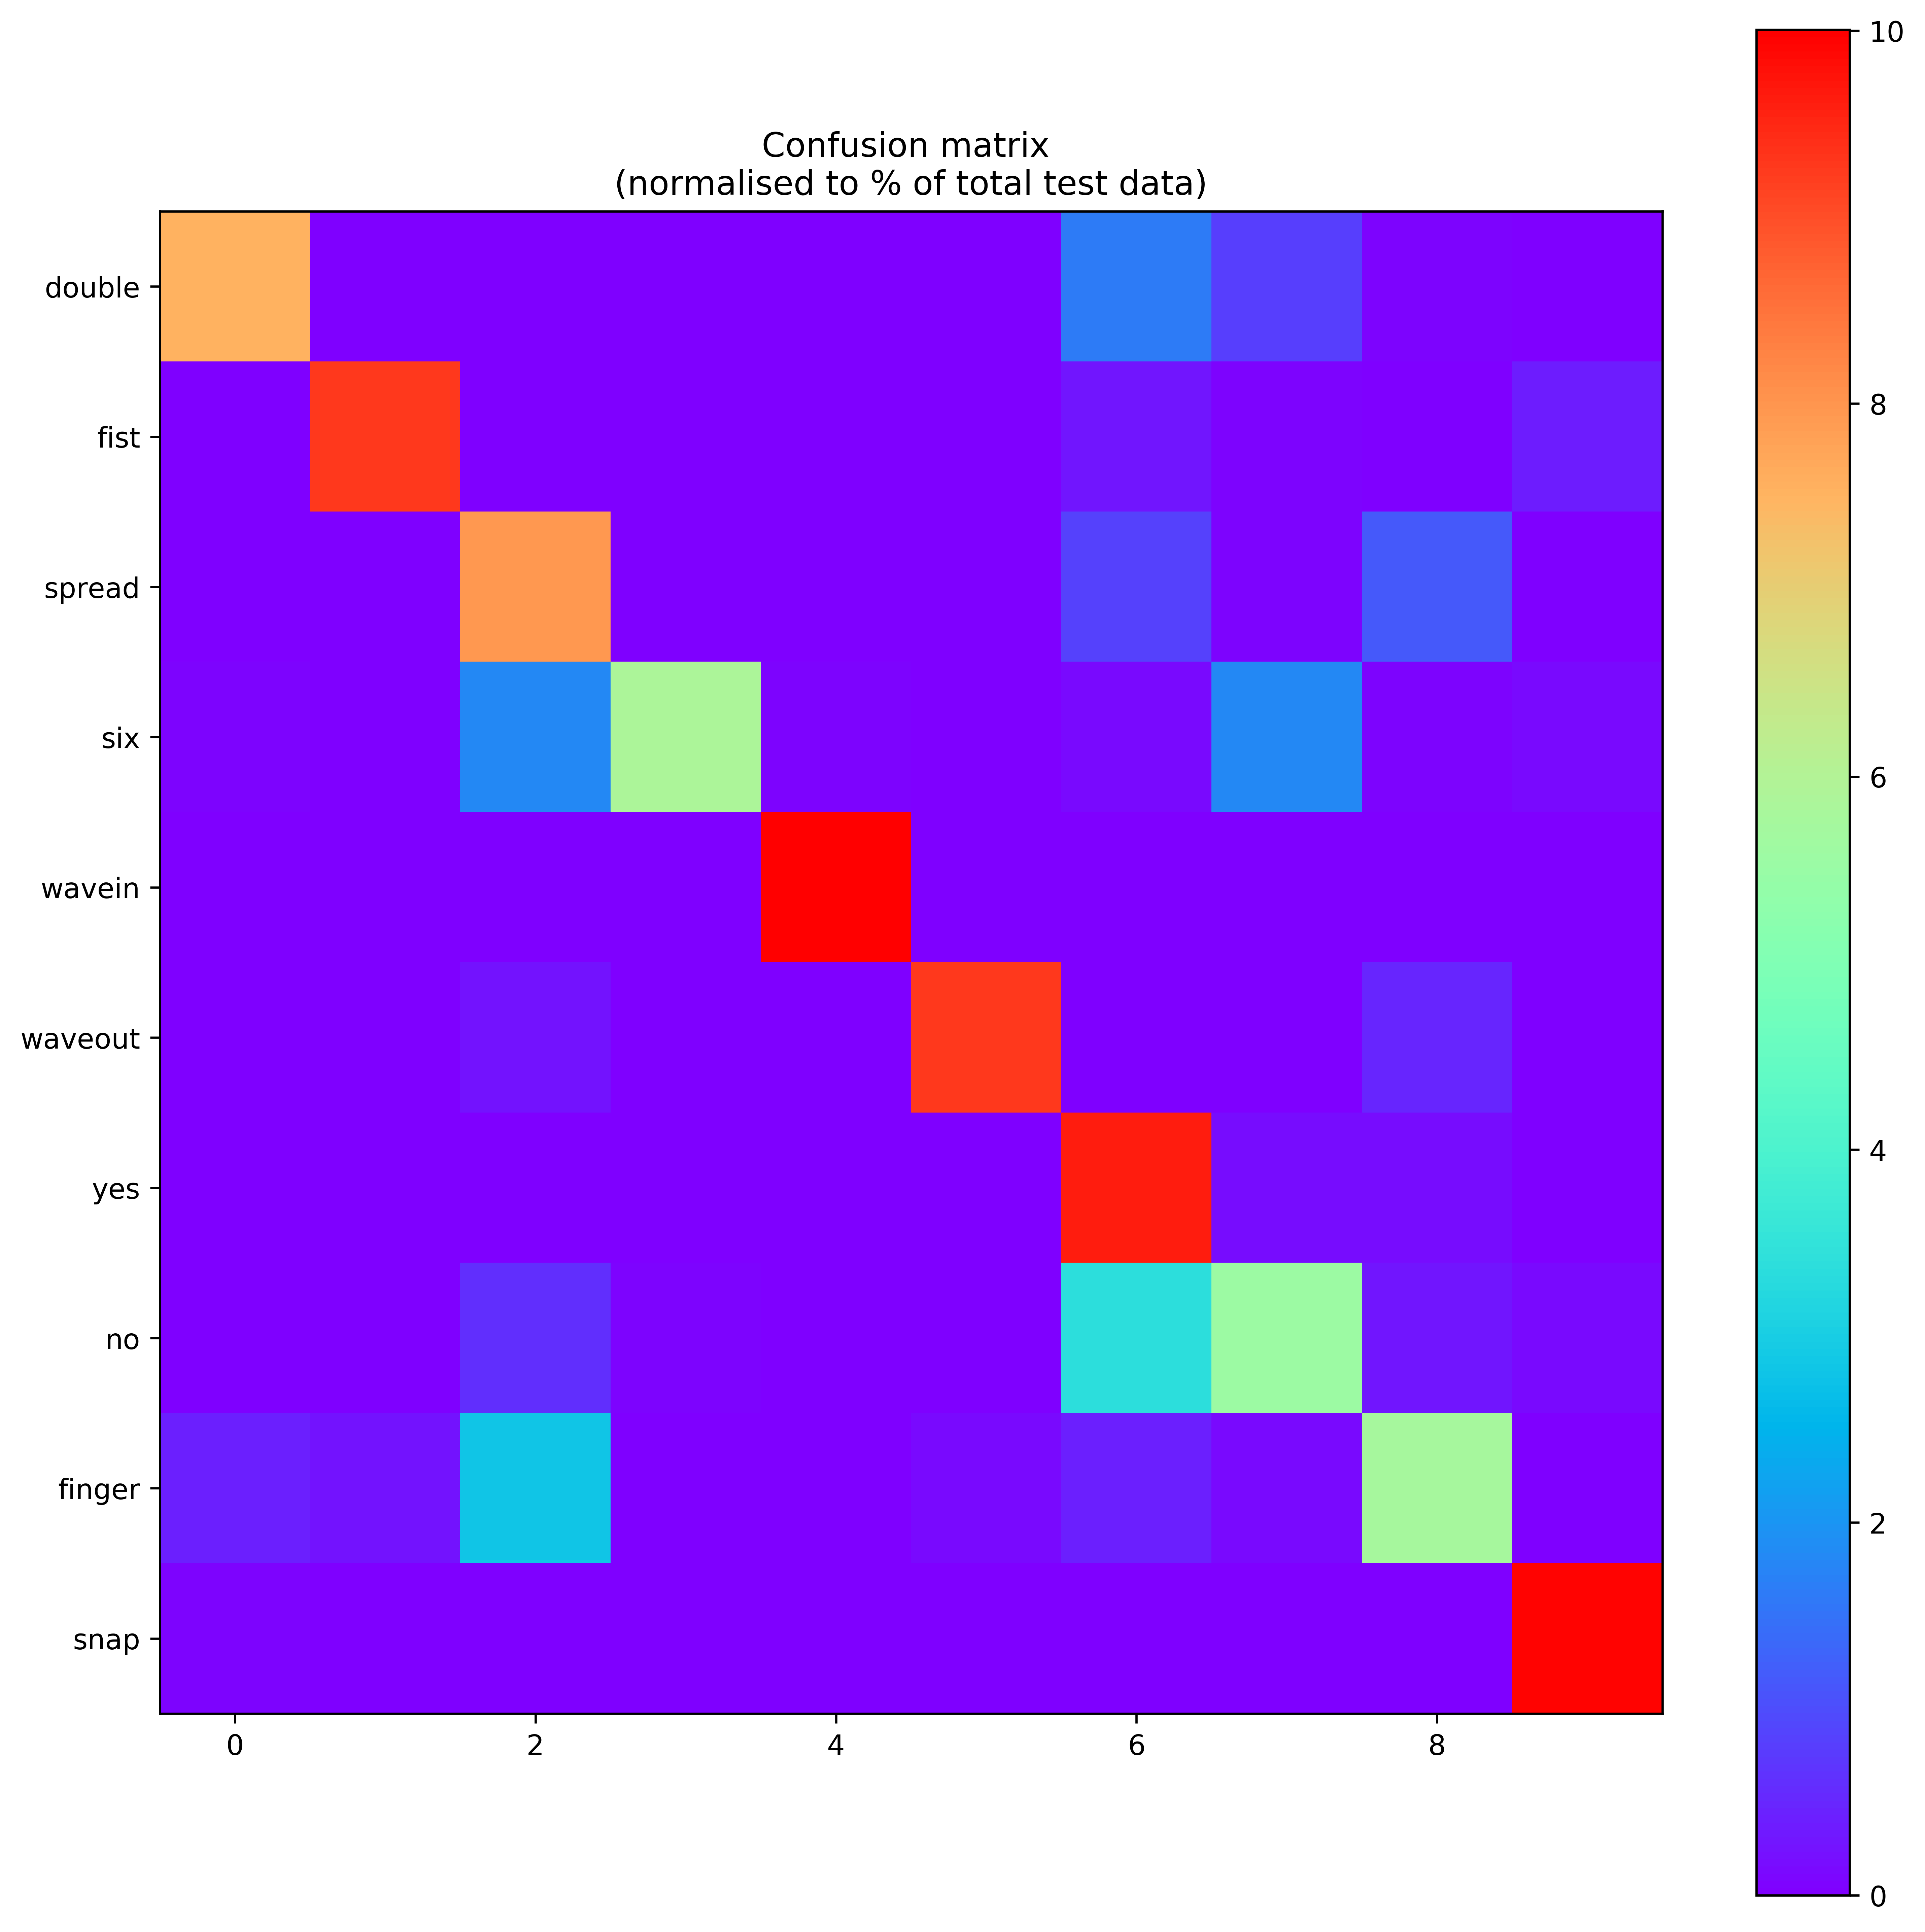 Confusion matrix
(normalised to % of total test data)
double
fist
spread
six
wavein
waveout
yes
no
finger
snap
0 2 4 6 8
10
8
6
4
2
0